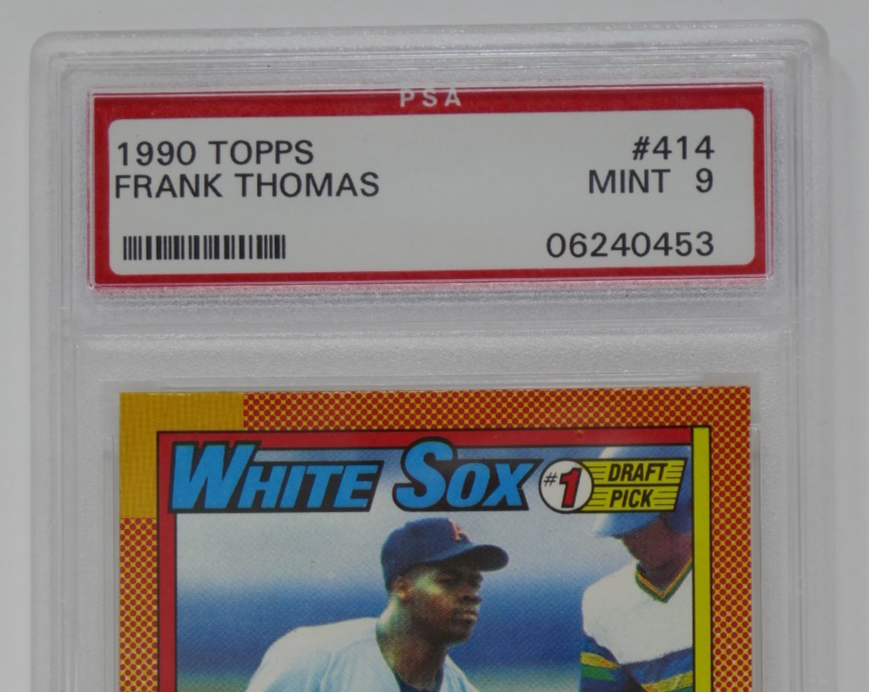 PSA
1990 TOPPS #414
FRANK THOMAS MINT 9
06240453
WHITE SOX #1 DRAFT PICK
A